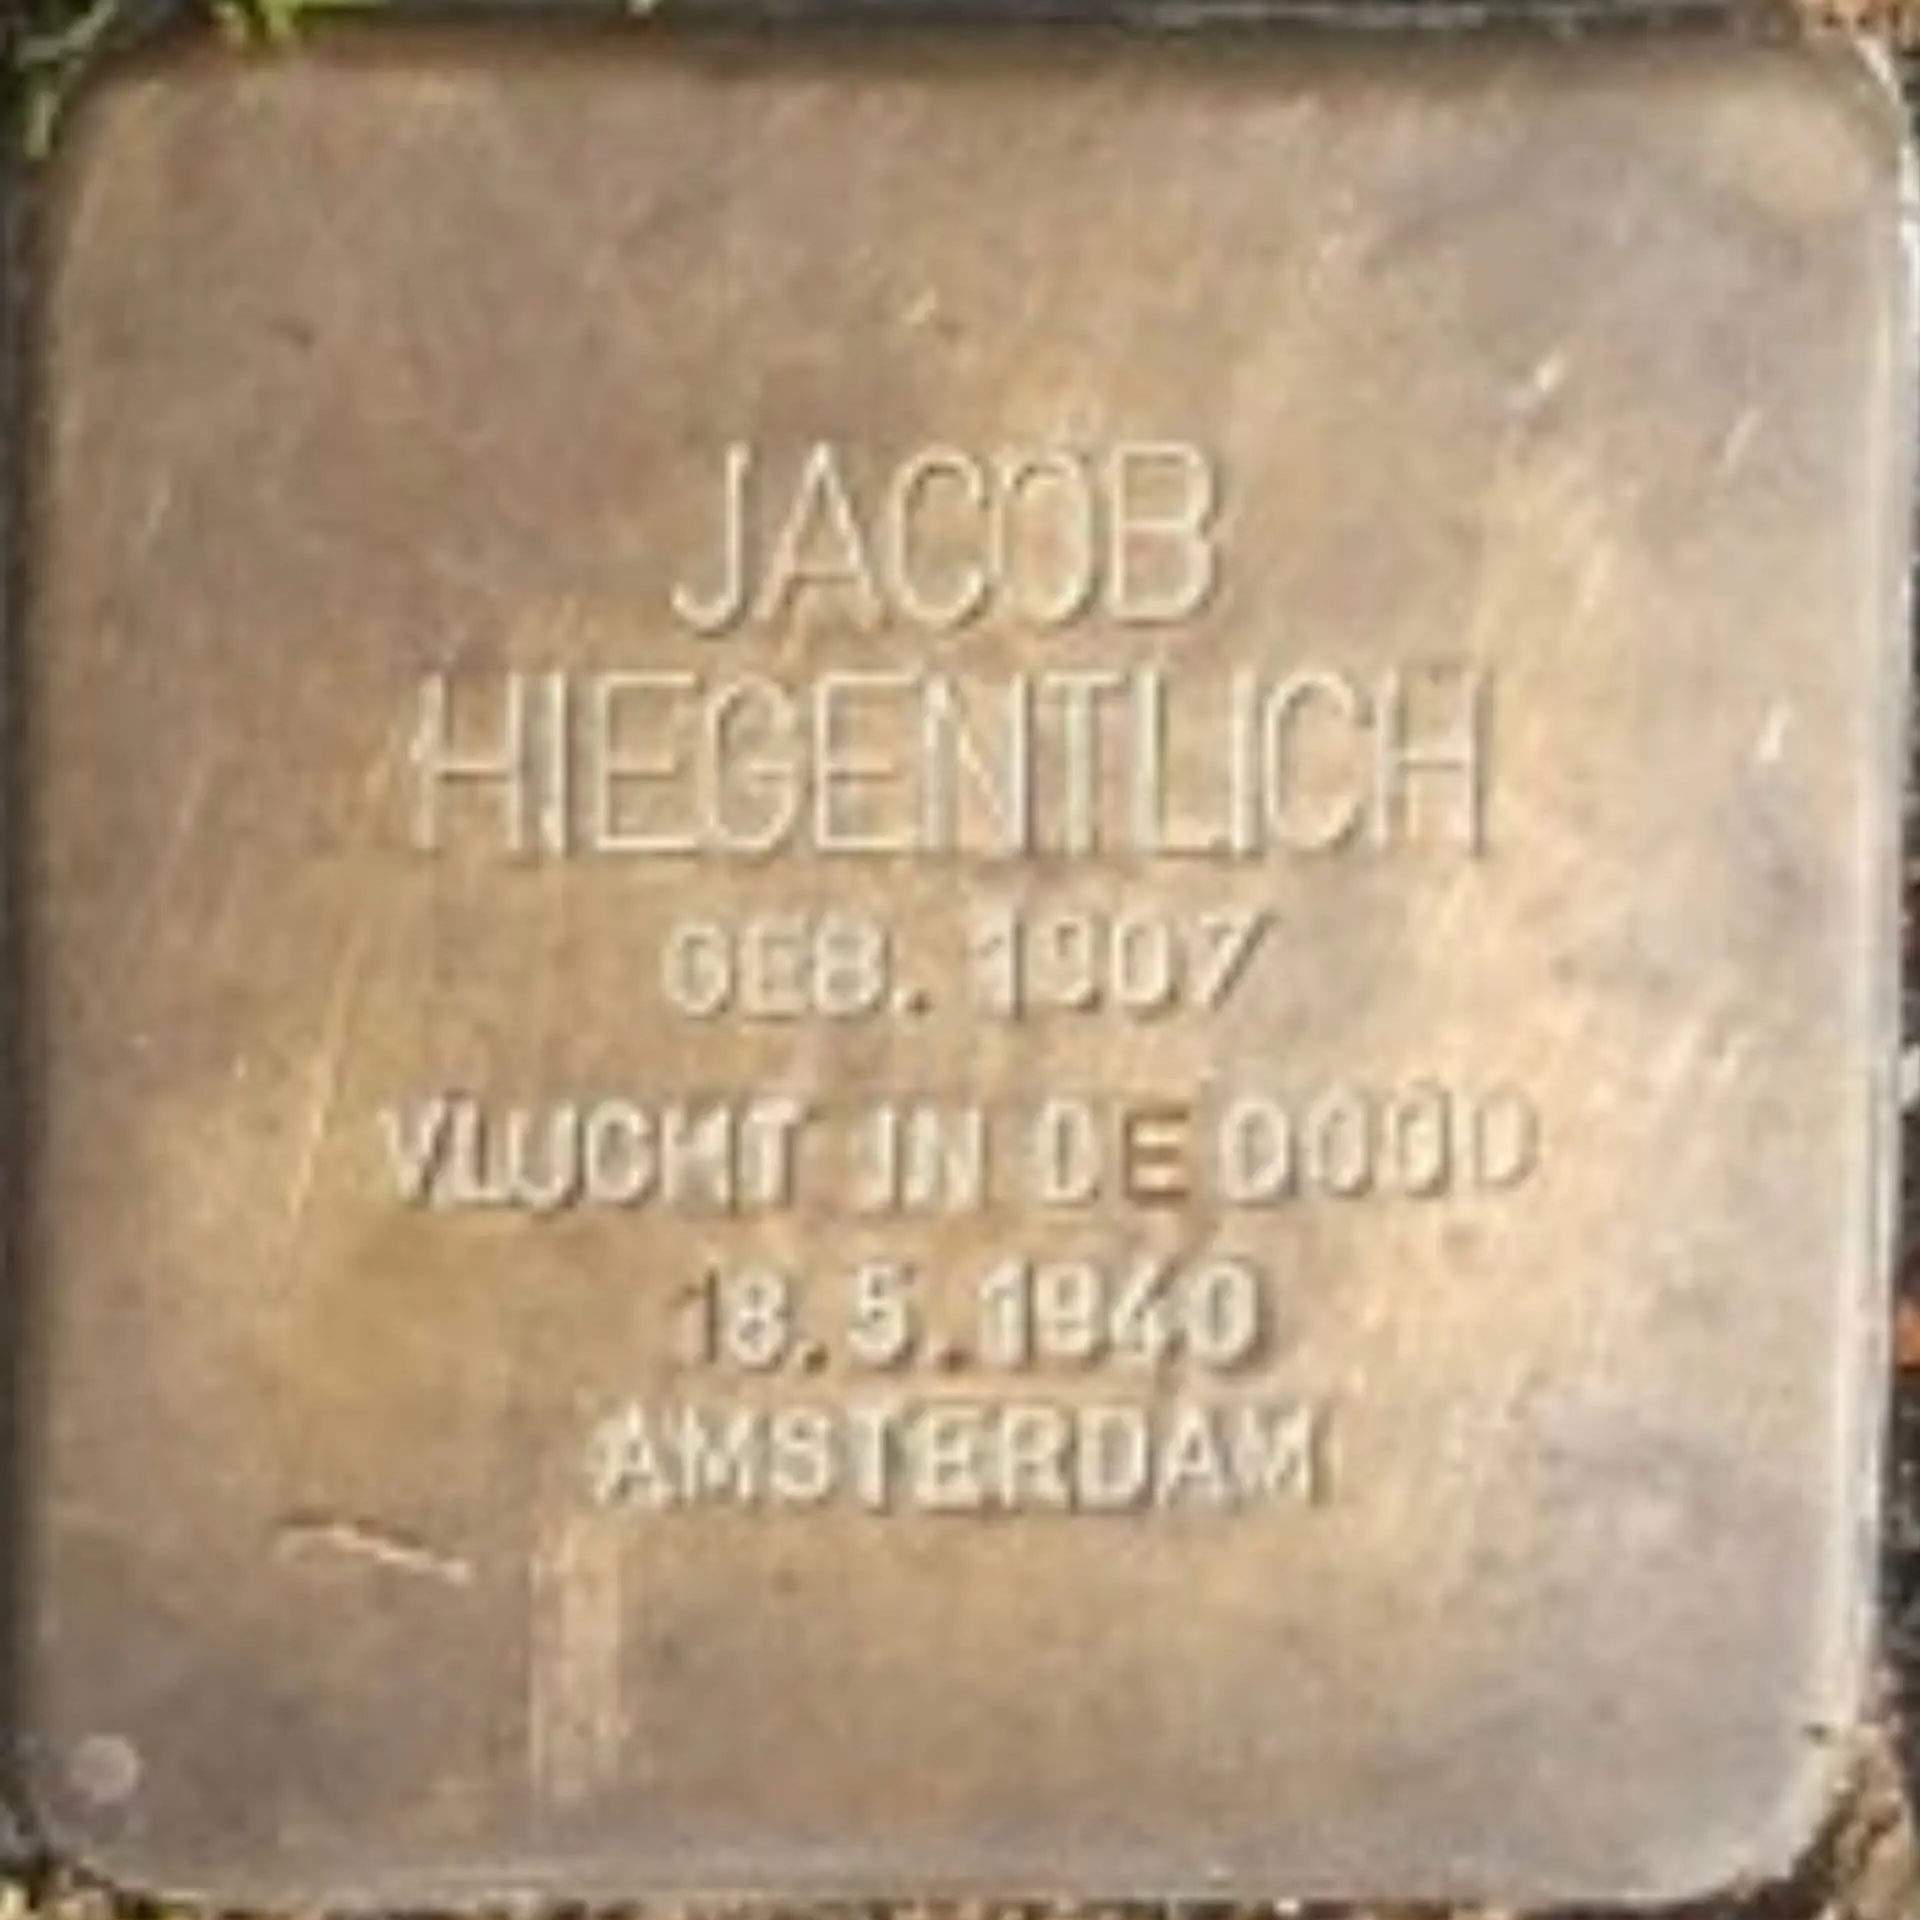 JACOB
HIEGENTLICH
GEB. 1907
VLUCHT IN DE DOOD
18.5.1940
AMSTERDAM